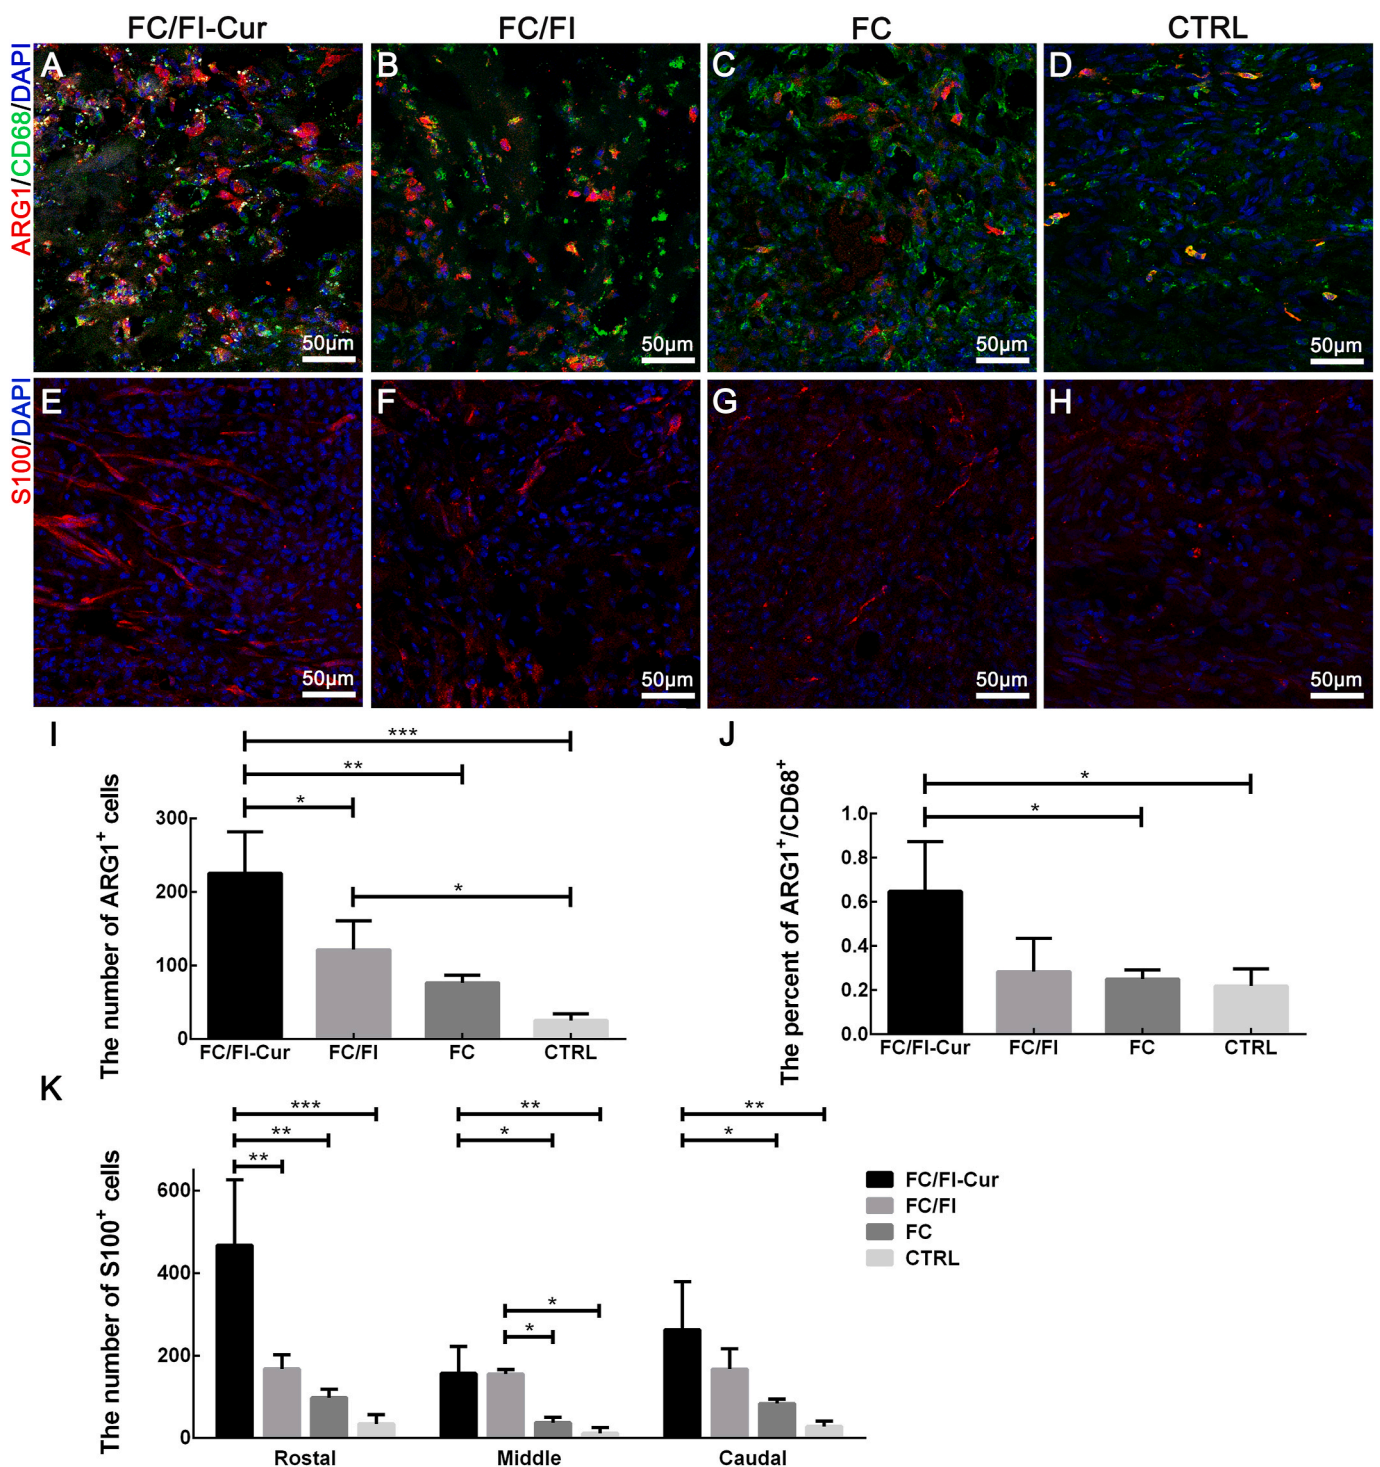 FC/FI-Cur FC/FI FC CTRL
ARG1/CD68/DAPI
A B C D
50μm 50μm 50μm 50μm
S100/DAPI
E F G H
50μm 50μm 50μm 50μm
I
***
**
*
*
The number of ARG1+ cells
300
200
100
0
FC/FI-Cur FC/FI FC CTRL
J
*
*
The percent of ARG1+/CD68+
1.0
0.8
0.6
0.4
0.2
0.0
FC/FI-Cur FC/FI FC CTRL
K
*** ** **
** * *
**
*
*
The number of S100+ cells
600
400
200
0
Rostal Middle Caudal
FC/FI-Cur
FC/FI
FC
CTRL